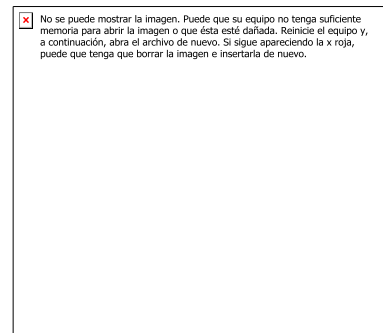 No se puede mostrar la imagen. Puede que su equipo no tenga suficiente
memoria para abrir la imagen o que ésta esté dañada. Reinicie el equipo y,
a continuación, abra el archivo de nuevo. Si sigue apareciendo la x roja,
puede que tenga que borrar la imagen e insertarla de nuevo.